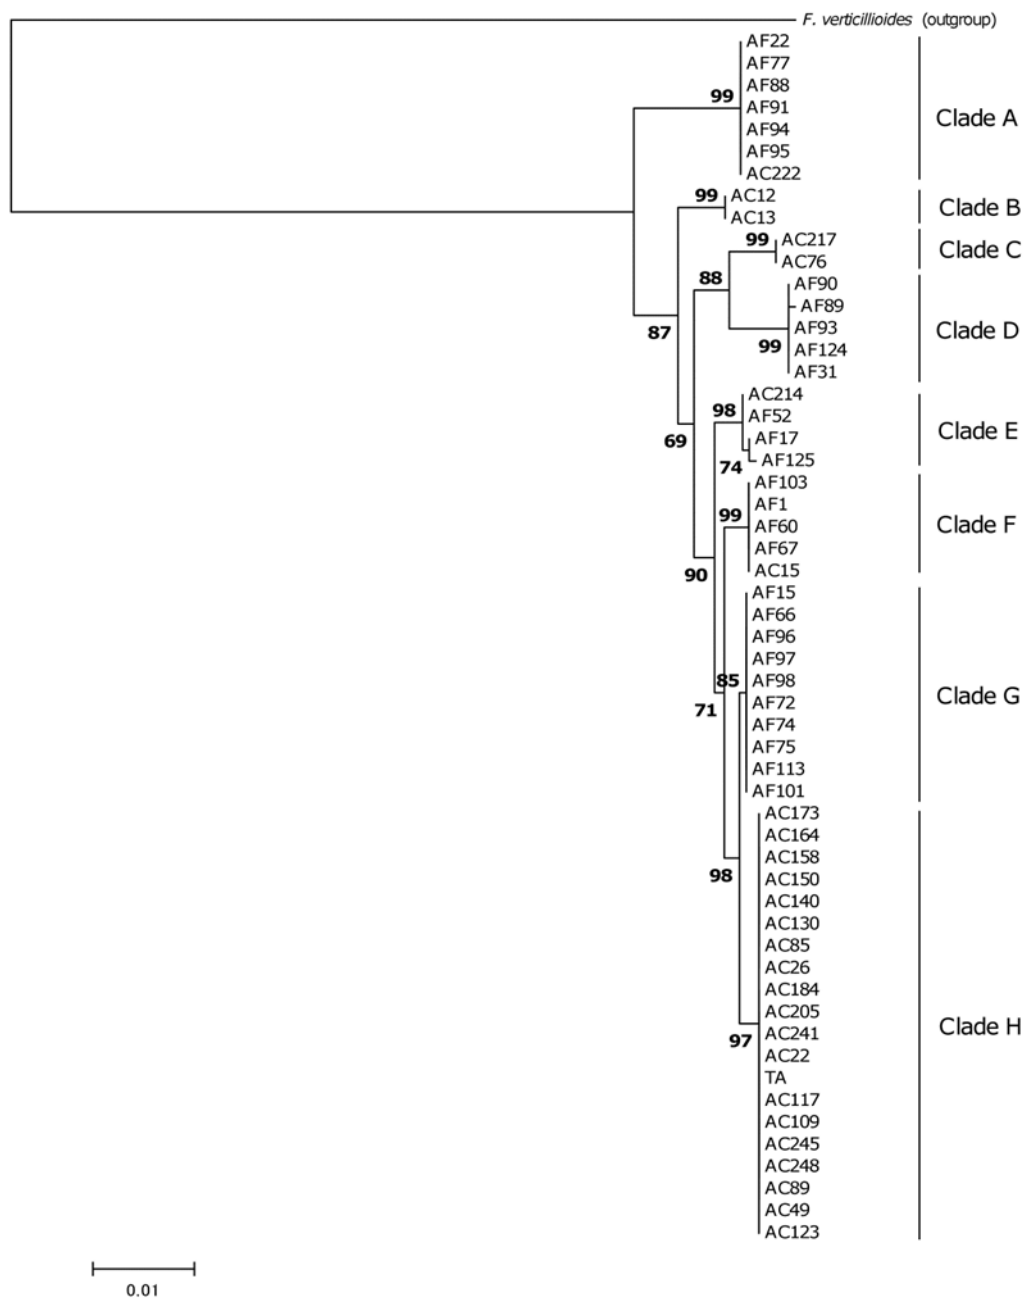 F. verticillioides (outgroup)
AF22
AF77
AF88
99
AF91
Clade A
AF94
AF95
AC222
99
AC12
Clade B
AC13
99
AC217
Clade C
AC76
88
AF90
AF89
87
AF93
Clade D
99
AF124
AF31
AC214
98
AF52
Clade E
69
AF17
74
AF125
AF103
AF1
99
AF60
Clade F
AF67
90
AC15
AF15
AF66
AF96
AF97
85
AF98
Clade G
71
AF72
AF74
AF75
AF113
AF101
AC173
AC164
AC158
98
AC150
AC140
AC130
AC85
AC26
AC184
AC205
Clade H
97
AC241
AC22
TA
AC117
AC109
AC245
AC248
AC89
AC49
AC123
0.01